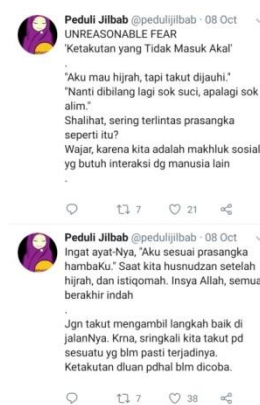 Peduli Jilbab @pedulijilbab · 08 Oct
UNREASONABLE FEAR
'Ketakutan yang Tidak Masuk Akal'
.
"Aku mau hijrah, tapi takut dijauhi."
"Nanti dibilang lagi sok suci, apalagi sok
alim."
Shalihat, sering terlintas prasangka
seperti itu?
Wajar, karena kita adalah makhluk sosial
yg butuh interaksi dg manusia lain
.
7 21
Peduli Jilbab @pedulijilbab · 08 Oct
Ingat ayat-Nya, "Aku sesuai prasangka
hambaKu." Saat kita husnudzan setelah
hijrah, dan istiqomah. Insya Allah, semua
berakhir indah
.
Jgn takut mengambil langkah baik di
jalanNya. Krna, sringkali kita takut pd
sesuatu yg blm pasti terjadinya.
Ketakutan dluan pdhal blm dicoba.
7 38